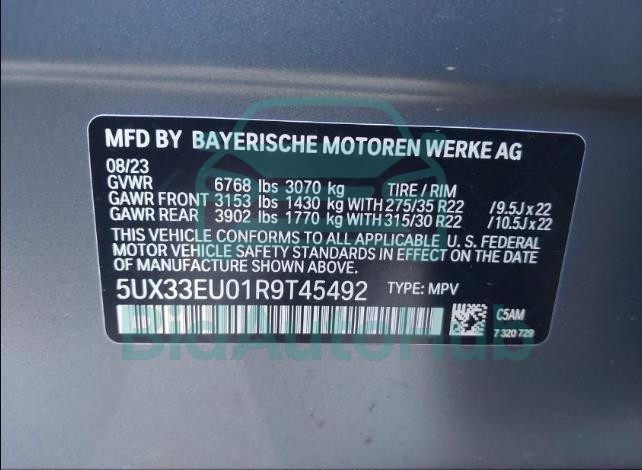 MFD BY BAYERISCHE MOTOREN WERKE AG
08/23
GVWR 6768 lbs 3070 kg TIRE / RIM
GAWR FRONT 3153 lbs 1430 kg WITH 275/35 R22 /9.5J x 22
GAWR REAR 3902 lbs 1770 kg WITH 315/30 R22 /10.5J x 22
THIS VEHICLE CONFORMS TO ALL APPLICABLE U. S. FEDERAL
MOTOR VEHICLE SAFETY STANDARDS IN EFFECT ON THE DATE
OF MANUFACTURE SHOWN ABOVE.
5UX33EU01R9T45492 TYPE: MPV
C5AM
7 320 729
BidAutoHub